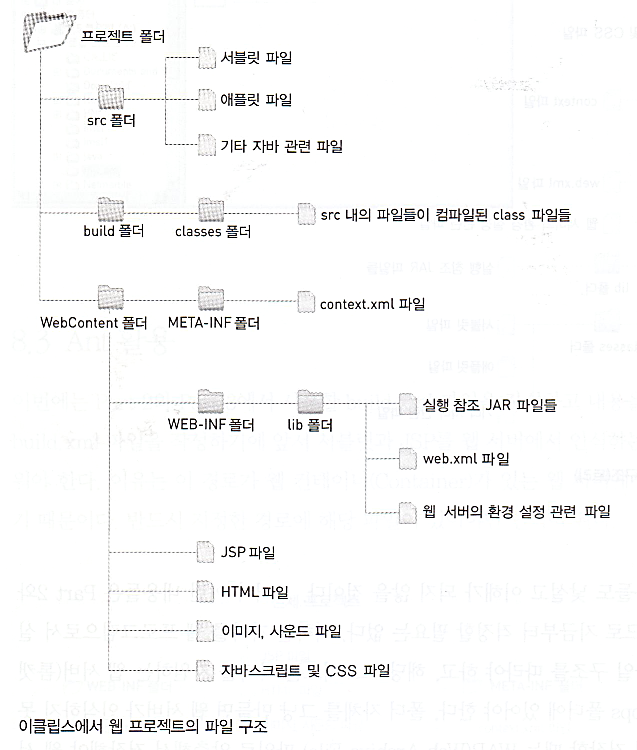 프로젝트 폴더
서블릿 파일
애플릿 파일
src 폴더
기타 자바 관련 파일
src 내의 파일들이 컴파일된 class 파일들
build 폴더
classes 폴더
context.xml 파일
WebContent 폴더
META-INF 폴더
실행 참조 JAR 파일들
WEB-INF 폴더
lib 폴더
web.xml 파일
웹 서버의 환경 설정 관련 파일
JSP 파일
HTML 파일
이미지, 사운드 파일
자바스크립트 및 CSS 파일
이클립스에서 웹 프로젝트의 파일 구조